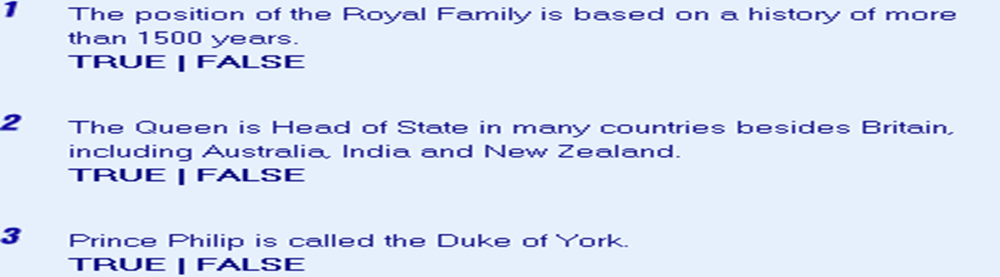 1 The position of the Royal Family is based on a history of more
than 1500 years.
TRUE | FALSE
2 The Queen is Head of State in many countries besides Britain,
including Australia, India and New Zealand.
TRUE | FALSE
3 Prince Philip is called the Duke of York.
TRUE | FALSE